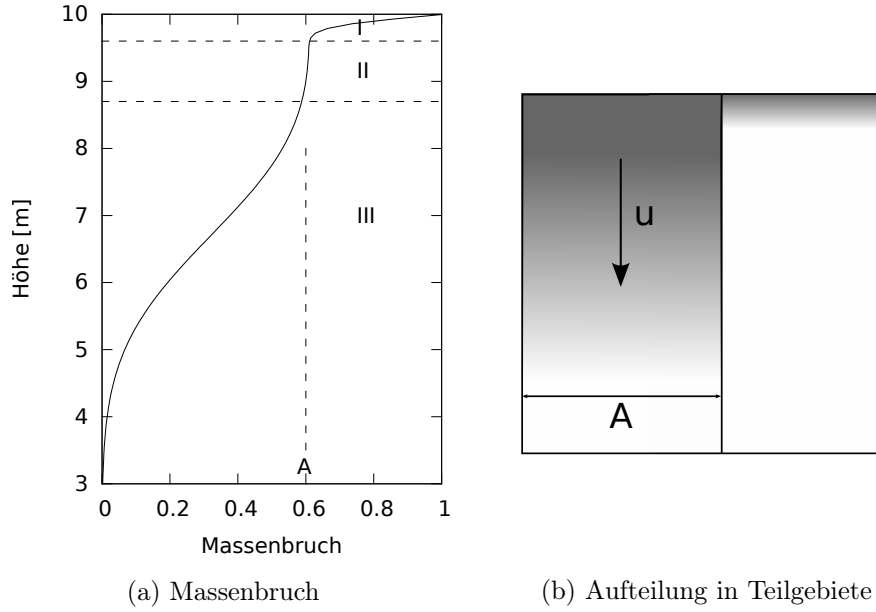 10
9
8
7
6
5
4
3
Höhe [m]
I
II
III
A
0
0.2
0.4
0.6
0.8
1
Massenbruch
(a) Massenbruch
u
A
(b) Aufteilung in Teilgebiete